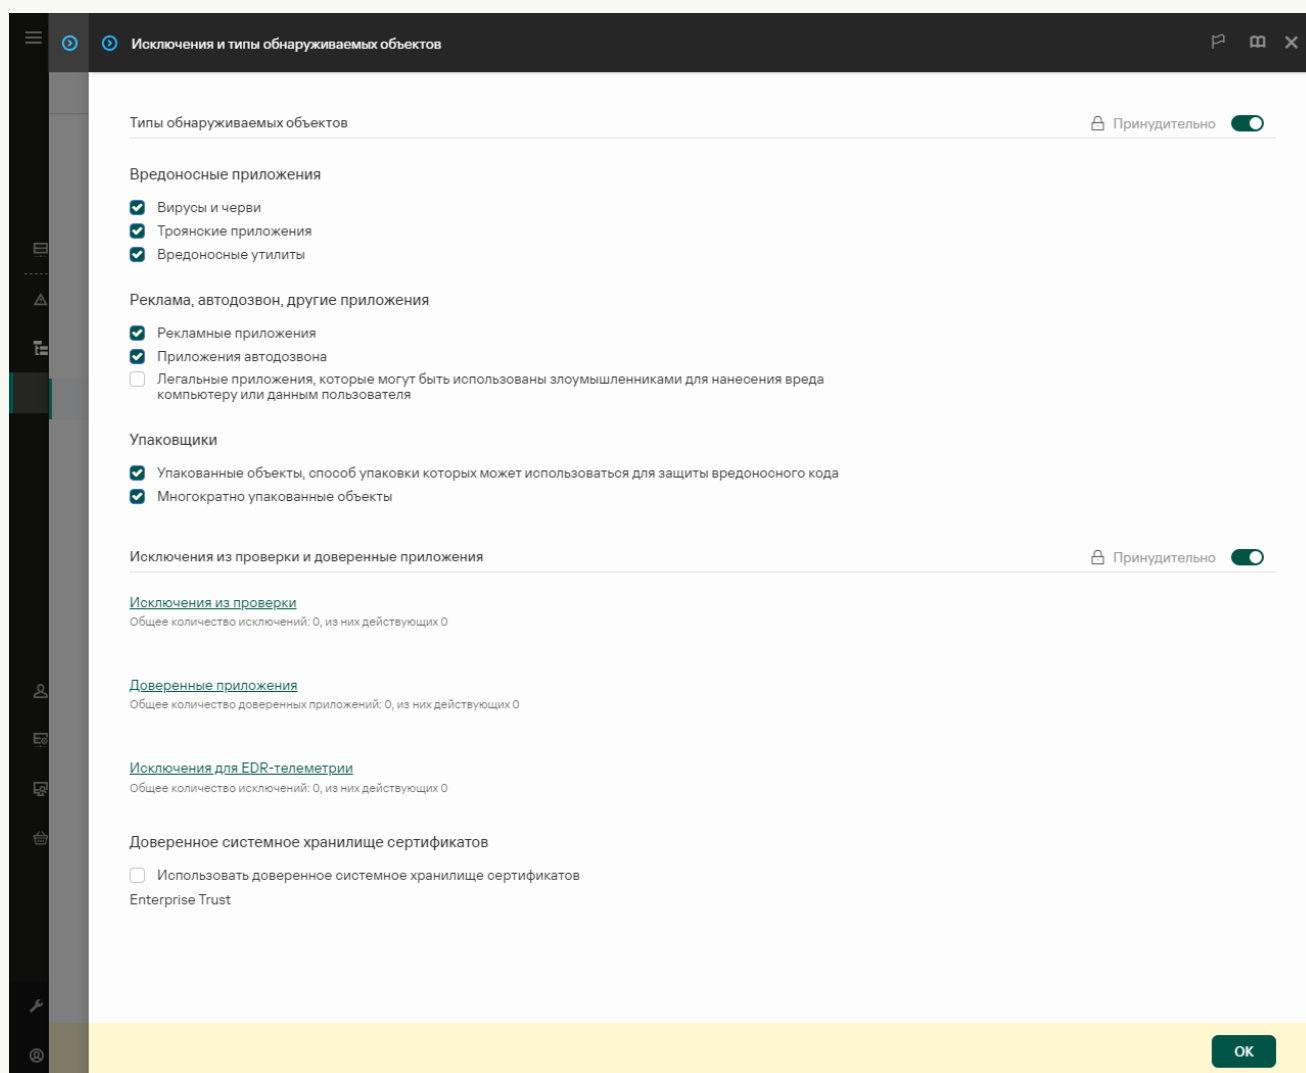 Исключения и типы обнаруживаемых объектов
Типы обнаруживаемых объектов
Принудительно
Вредоносные приложения
Вирусы и черви
Троянские приложения
Вредоносные утилиты
Реклама, автодозвон, другие приложения
Рекламные приложения
Приложения автодозвона
Легальные приложения, которые могут быть использованы злоумышленниками для нанесения вреда
компьютеру или данным пользователя
Упаковщики
Упакованные объекты, способ упаковки которых может использоваться для защиты вредоносного кода
Многократно упакованные объекты
Исключения из проверки и доверенные приложения
Принудительно
Исключения из проверки
Общее количество исключений: 0, из них действующих 0
Доверенные приложения
Общее количество доверенных приложений: 0, из них действующих 0
Исключения для EDR-телеметрии
Общее количество исключений: 0, из них действующих 0
Доверенное системное хранилище сертификатов
Использовать доверенное системное хранилище сертификатов
Enterprise Trust
OK